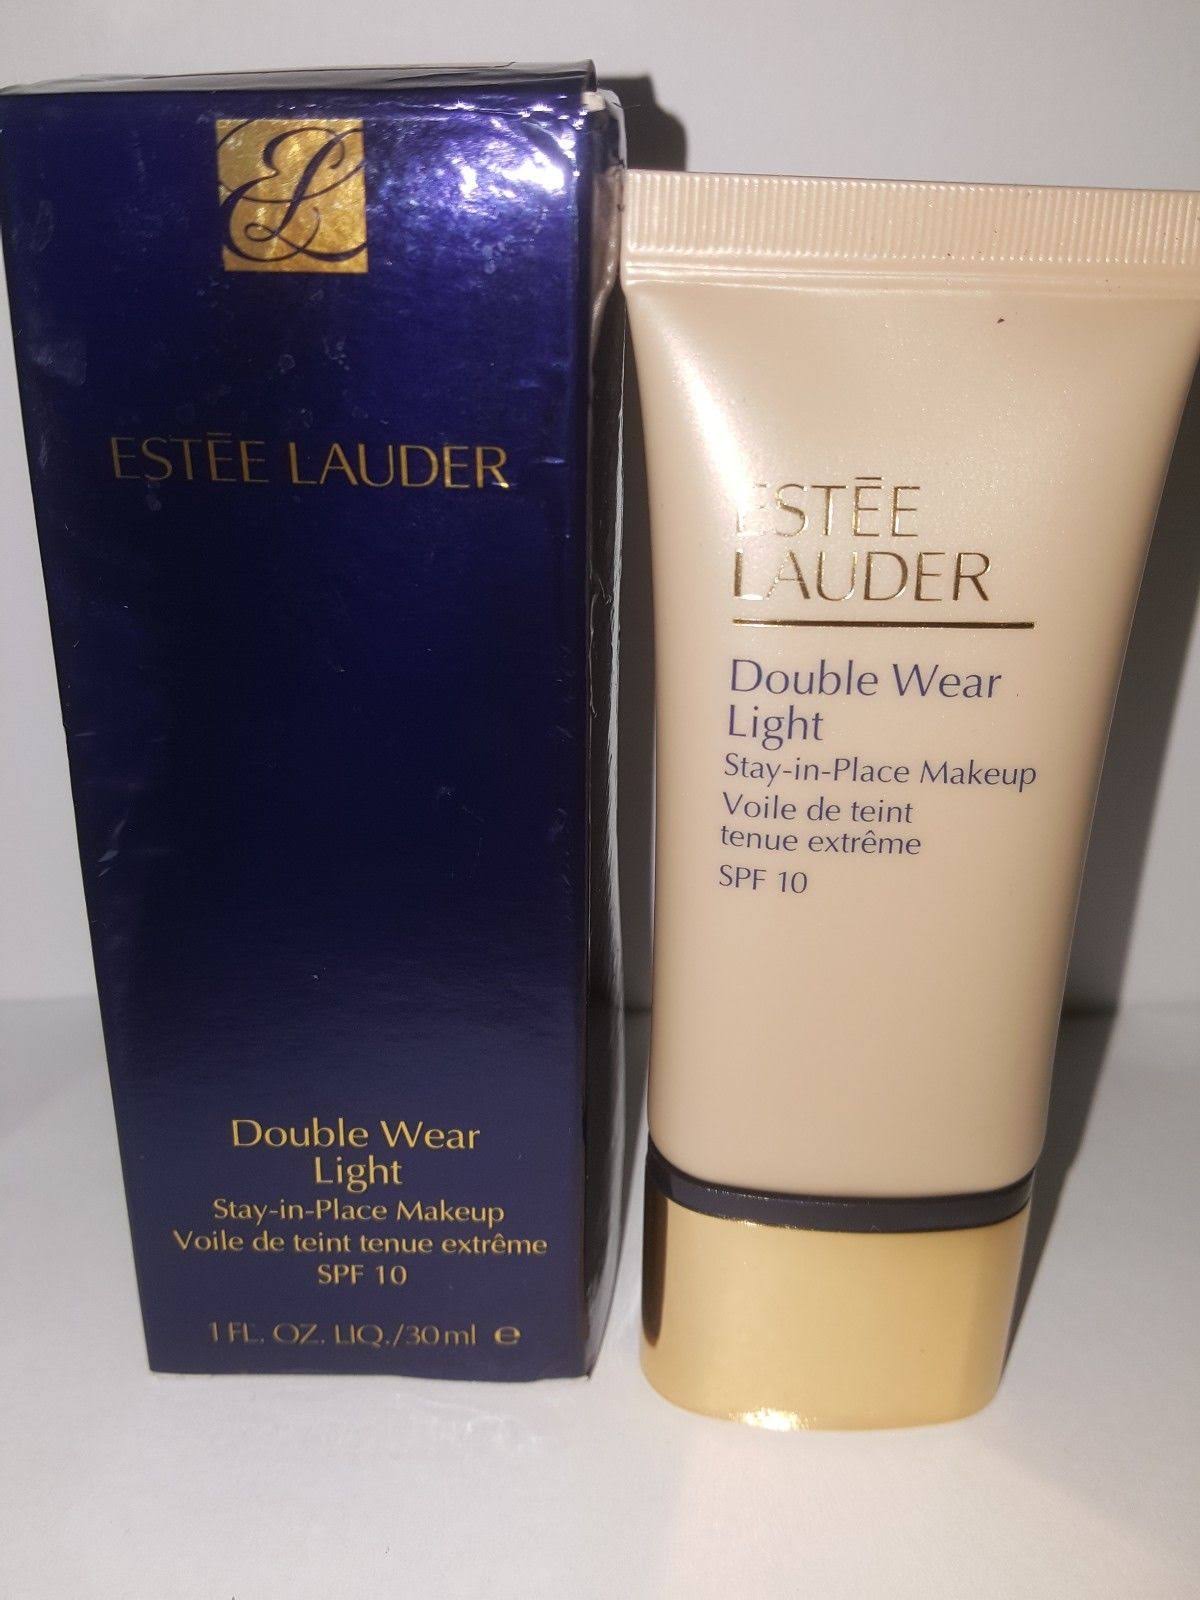 EL
ESTĒE LAUDER
Double Wear
Light
Stay-in-Place Makeup
Voile de teint tenue extrême
SPF 10
1 FL. OZ. LIQ./30ml e
ESTĒE
LAUDER
Double Wear
Light
Stay-in-Place Makeup
Voile de teint
tenue extrême
SPF 10